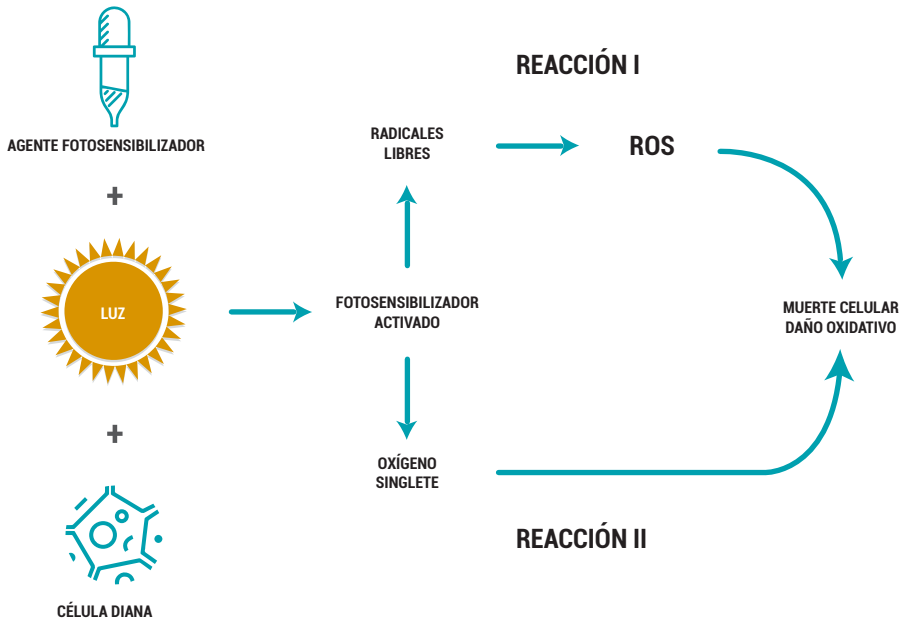 AGENTE FOTOSENSIBILIZADOR
+
LUZ
+
CÉLULA DIANA
FOTOSENSIBILIZADOR
ACTIVADO
REACCIÓN I
RADICALES
LIBRES
ROS
OXÍGENO
SINGLETE
REACCIÓN II
MUERTE CELULAR
DAÑO OXIDATIVO